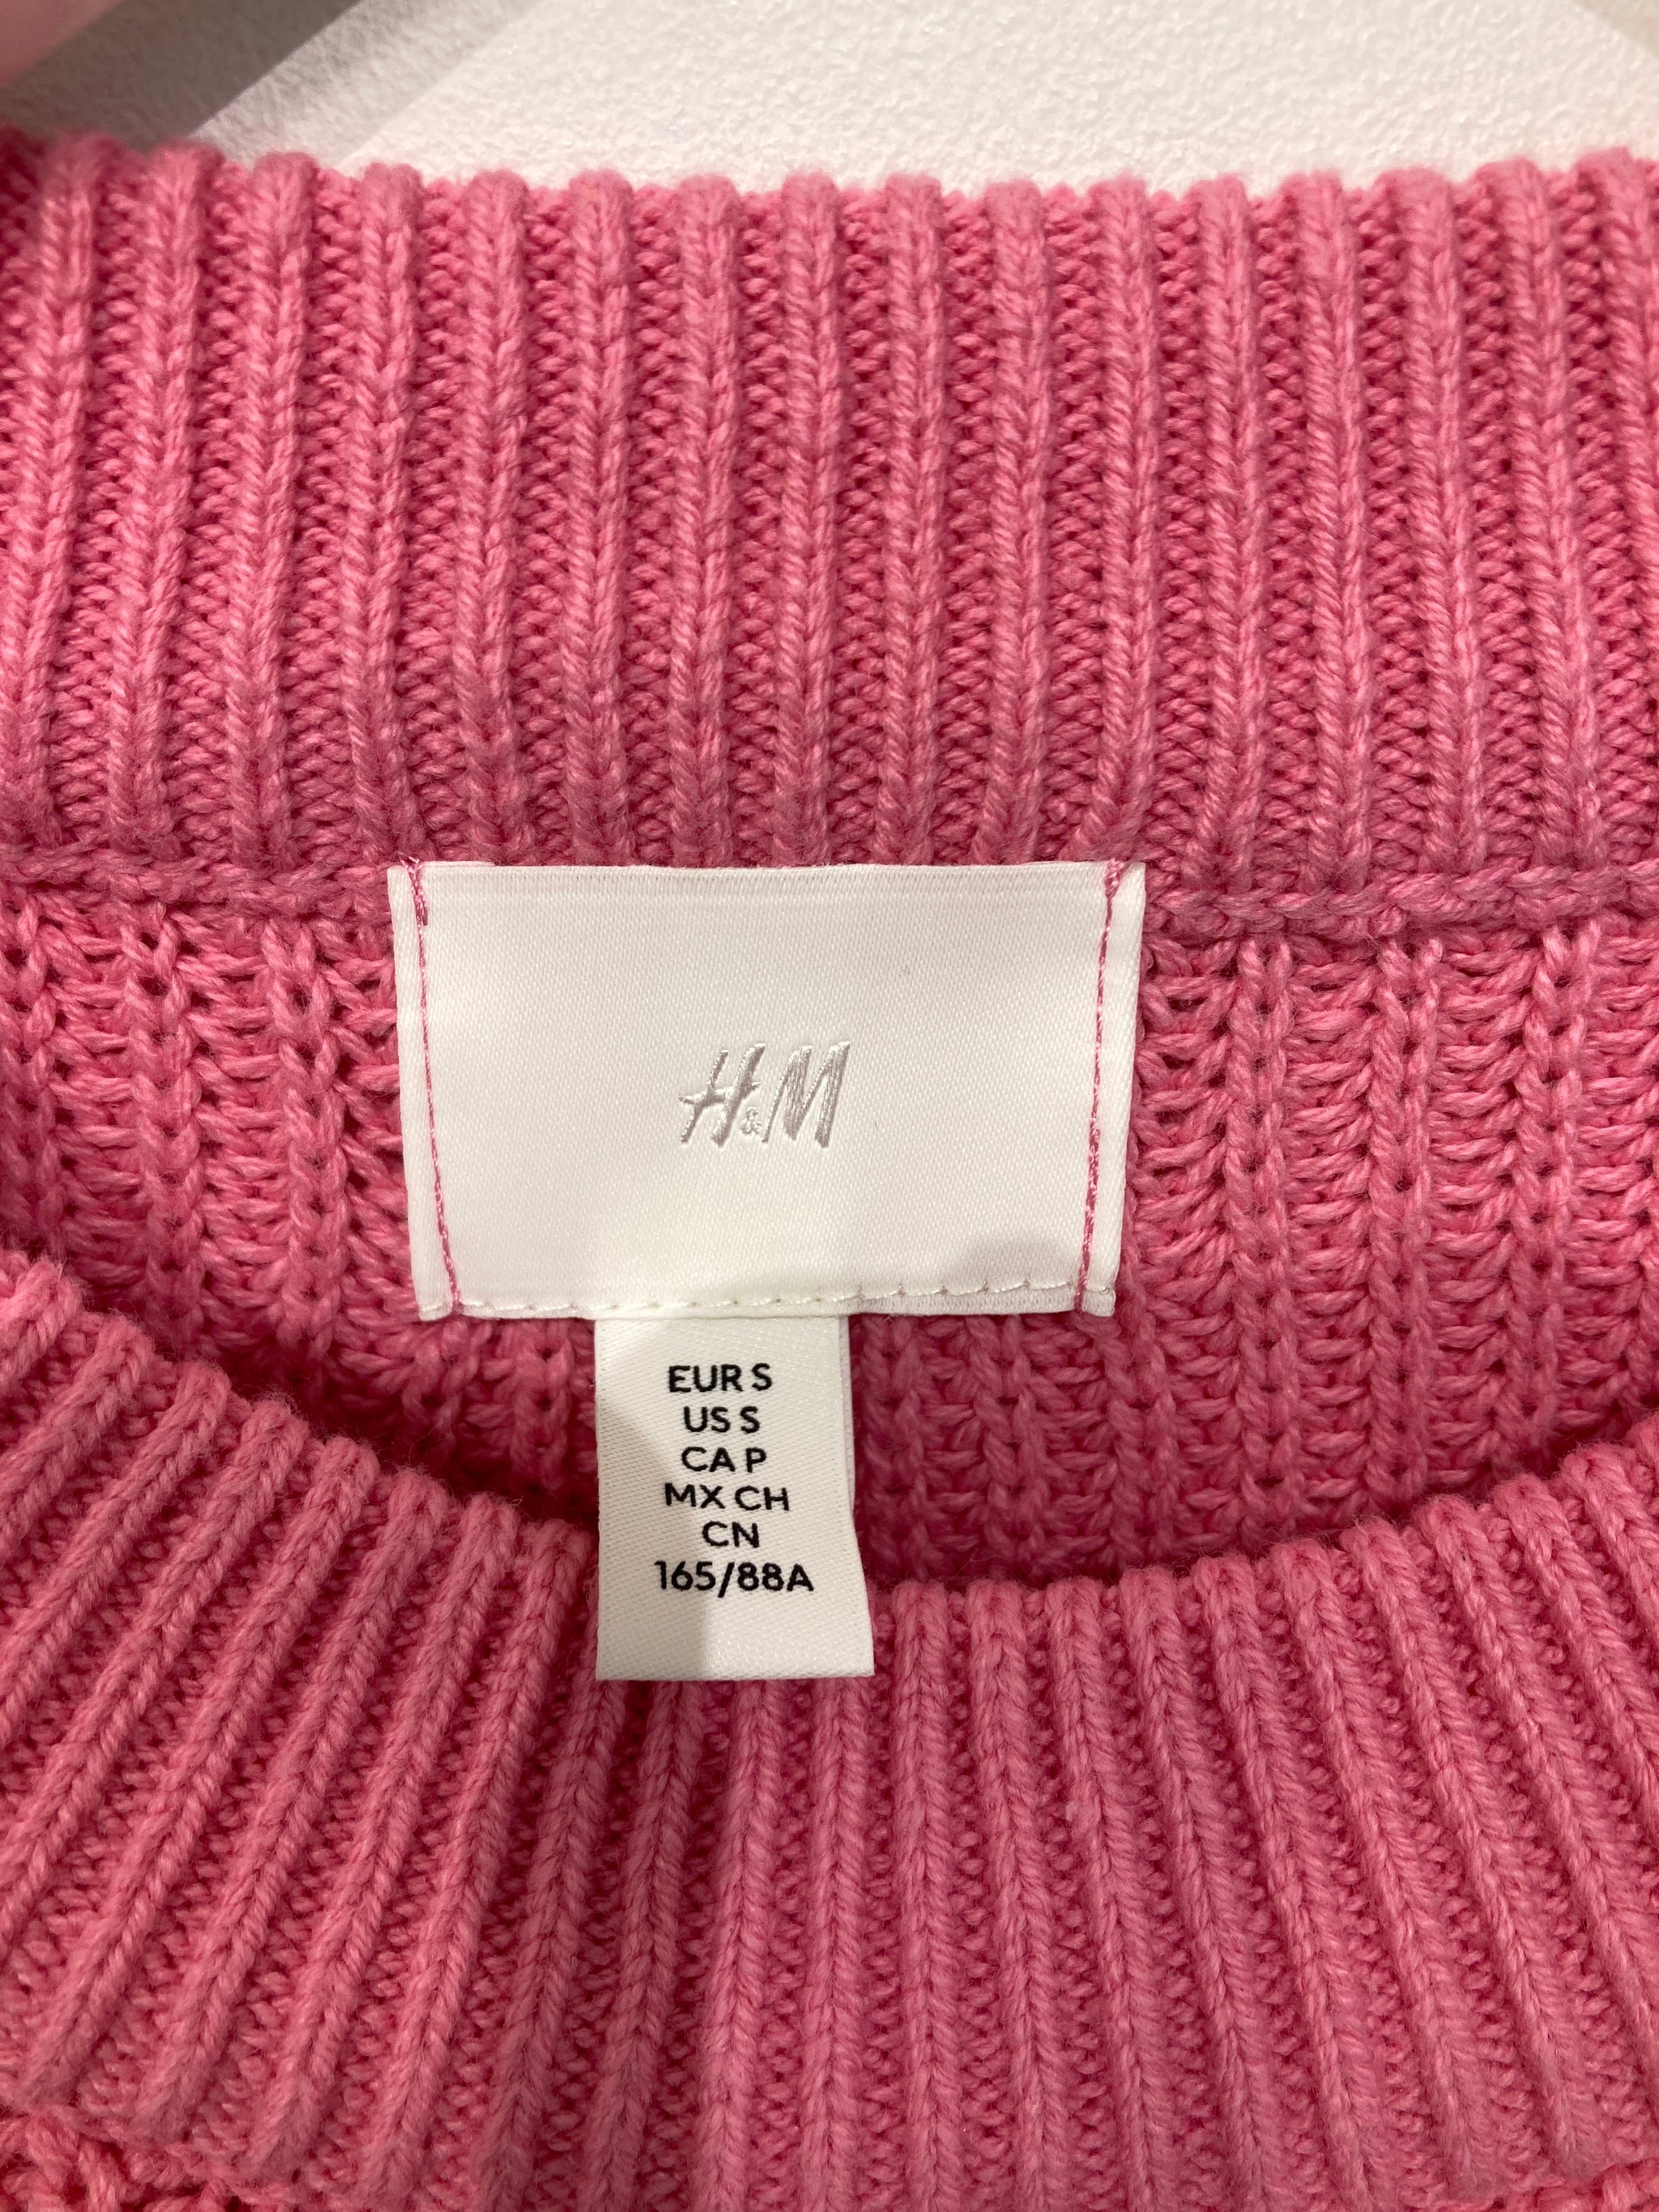 H&M
EUR S
US S
CA P
MX CH
CN
165/88A